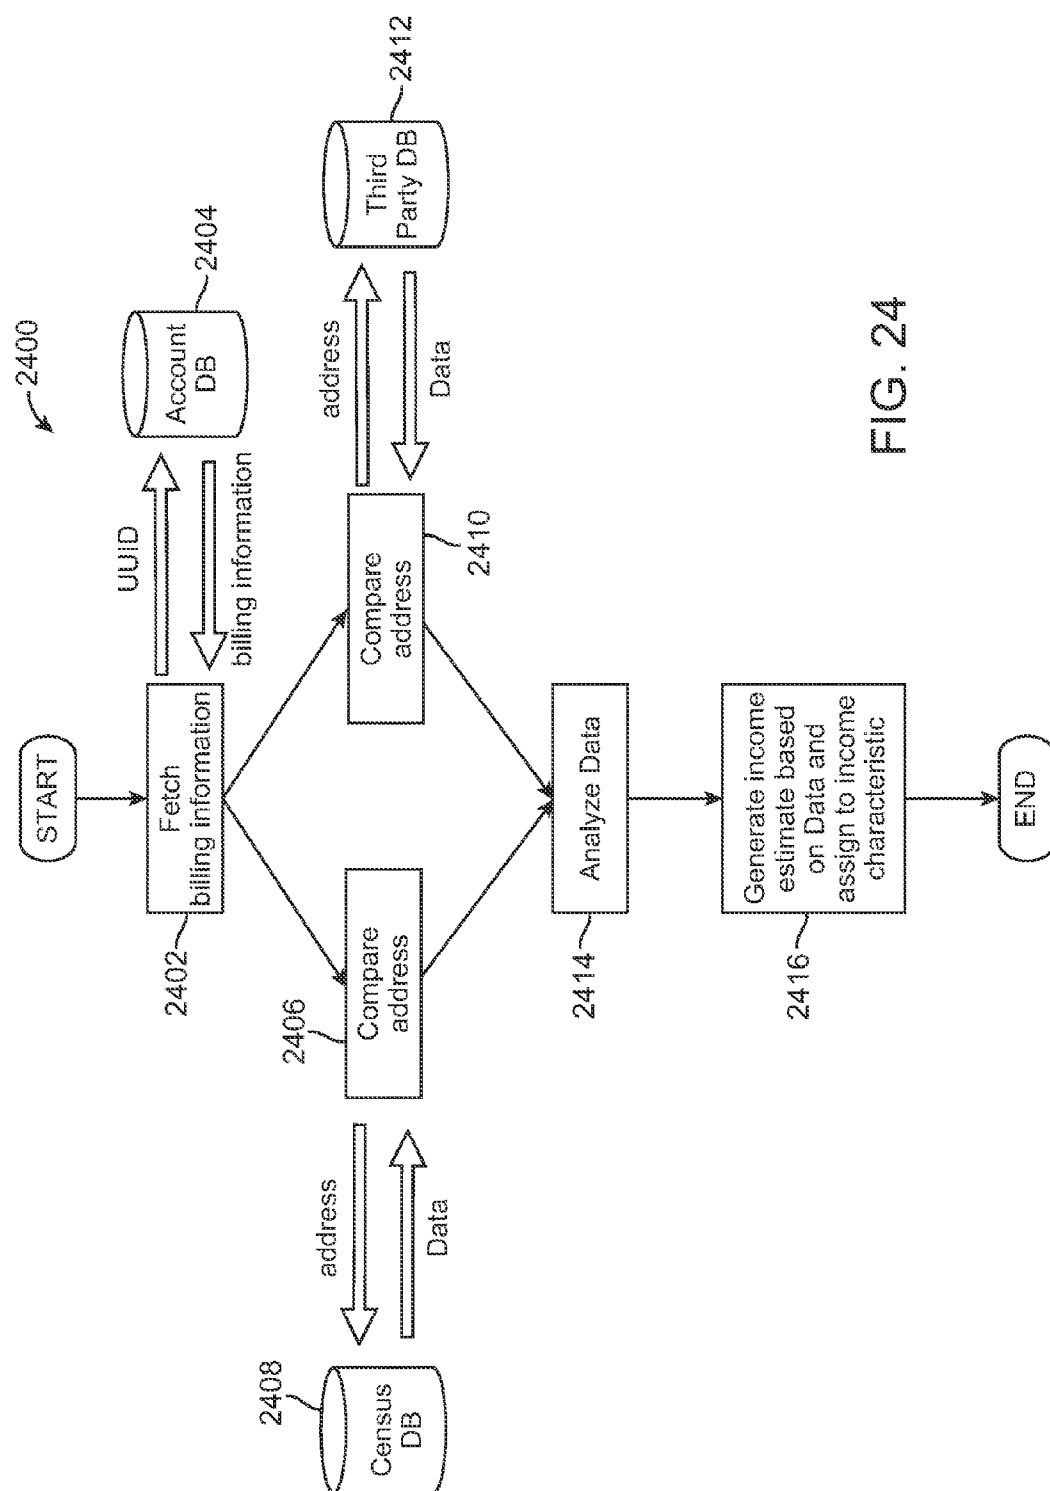 2400
START
Fetch
billing information
2402
UUID
billing information
Account
DB
2404
Compare
address
2406
address
Data
Census
DB
2408
Compare
address
2410
address
Data
Third
Party DB
2412
Analyze Data
2414
Generate income
estimate based
on Data and
assign to income
characteristic
2416
END
FIG. 24